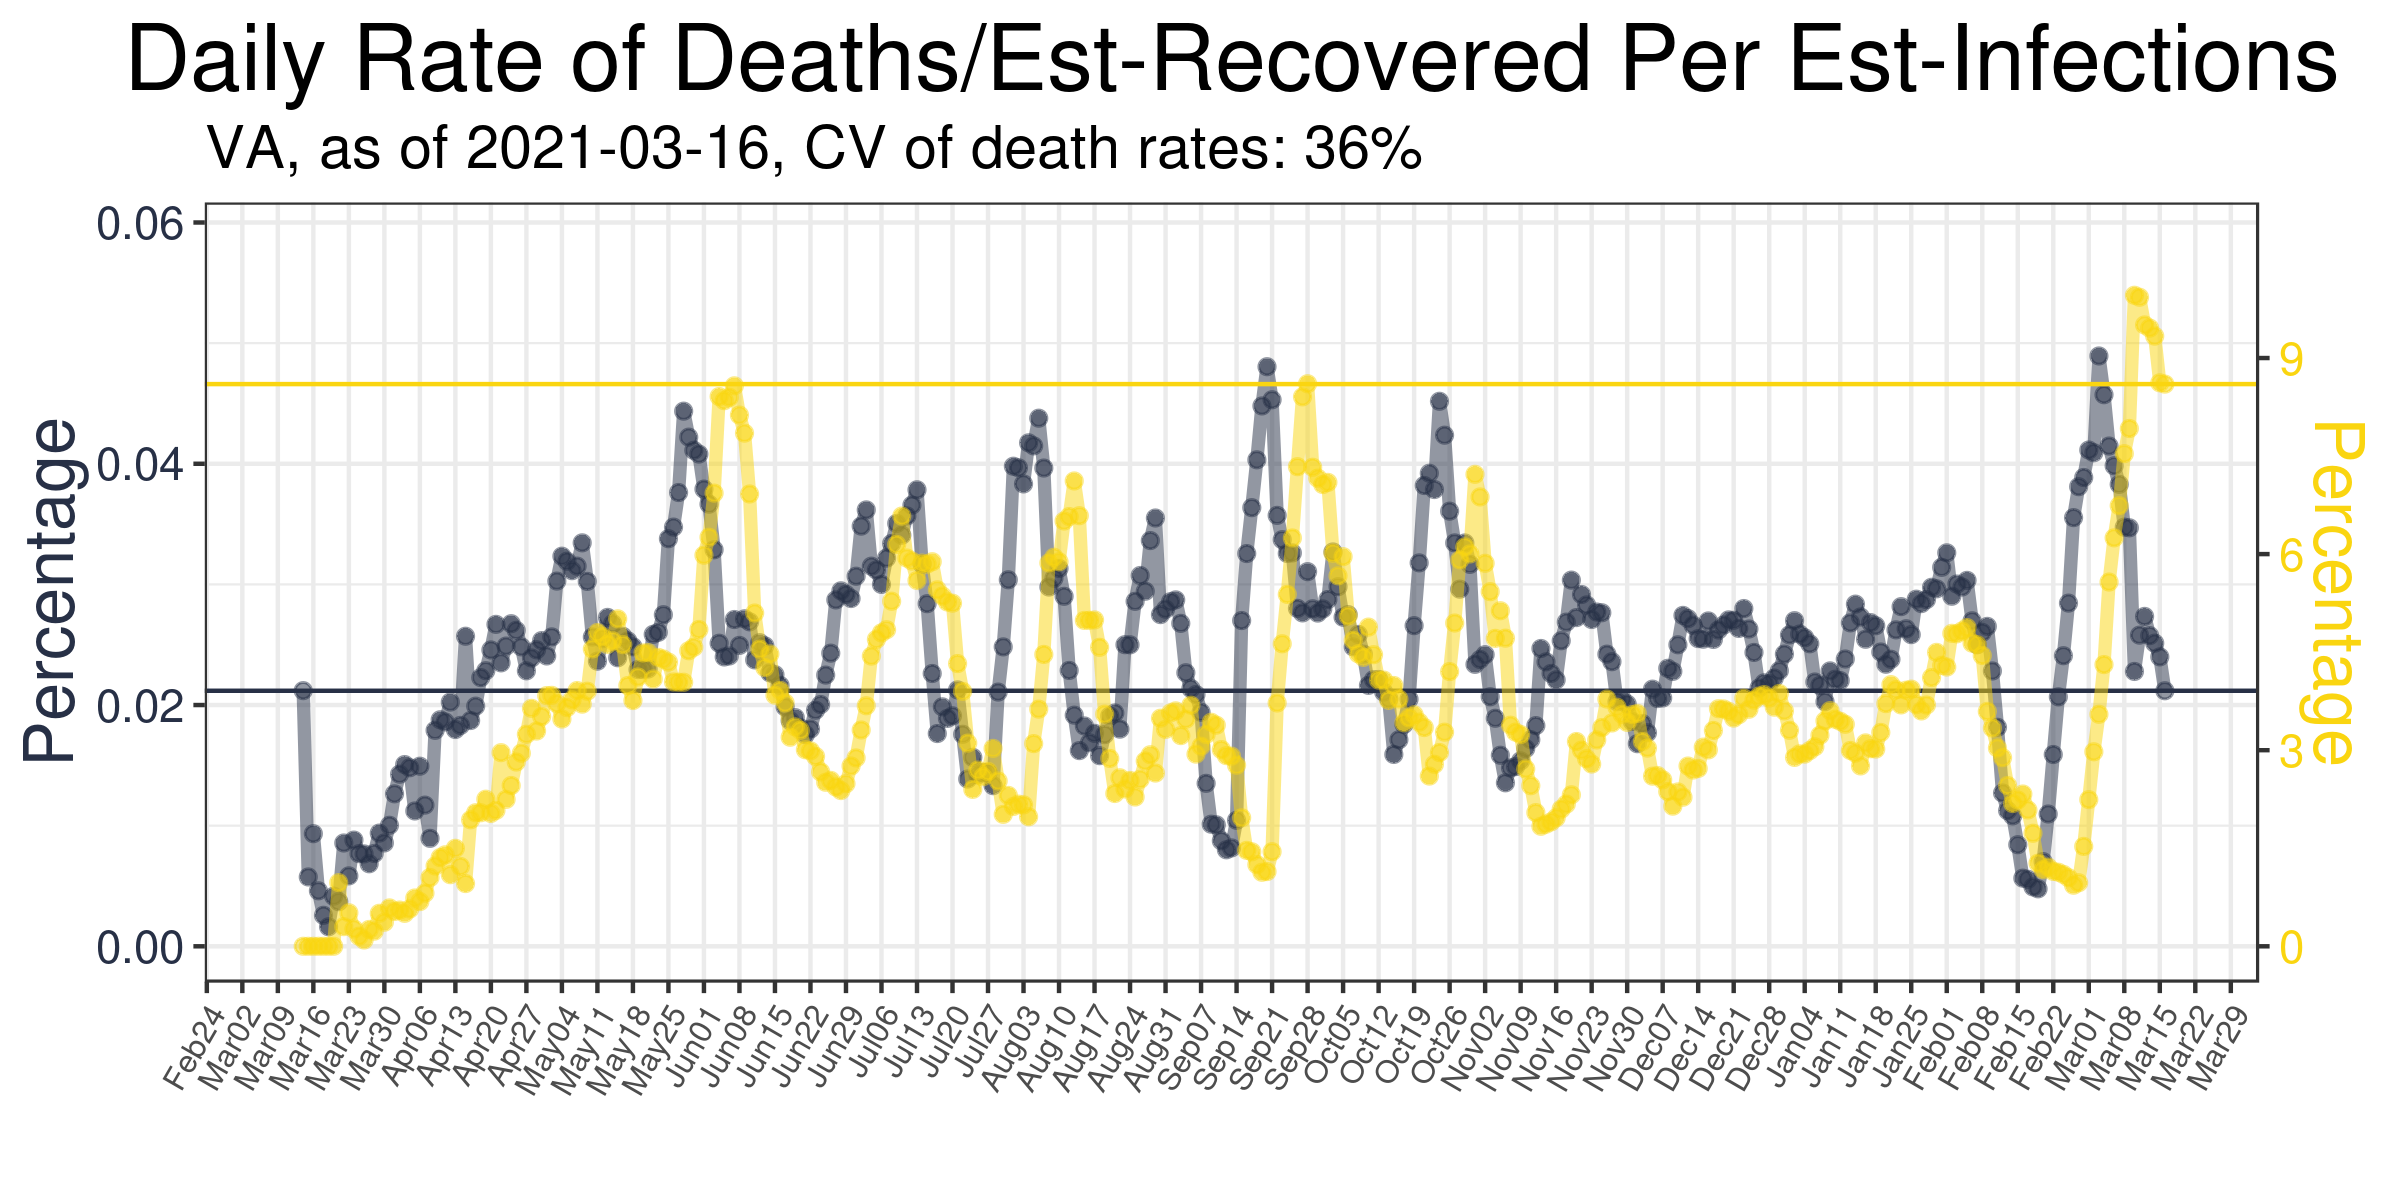 Daily Rate of Deaths/Est-Recovered Per Est-Infections
VA, as of 2021-03-16, CV of death rates: 36%
Percentage
0.06
0.04
0.02
0.00
9
6
3
0
Percentage
Feb24
Mar02
Mar09
Mar16
Mar23
Mar30
Apr06
Apr13
Apr20
Apr27
May04
May11
May18
May25
Jun01
Jun08
Jun15
Jun22
Jun29
Jul06
Jul13
Jul20
Jul27
Aug03
Aug10
Aug17
Aug24
Aug31
Sep07
Sep14
Sep21
Sep28
Oct05
Oct12
Oct19
Oct26
Nov02
Nov09
Nov16
Nov23
Nov30
Dec07
Dec14
Dec21
Dec28
Jan04
Jan11
Jan18
Jan25
Feb01
Feb08
Feb15
Feb22
Mar01
Mar08
Mar15
Mar22
Mar29